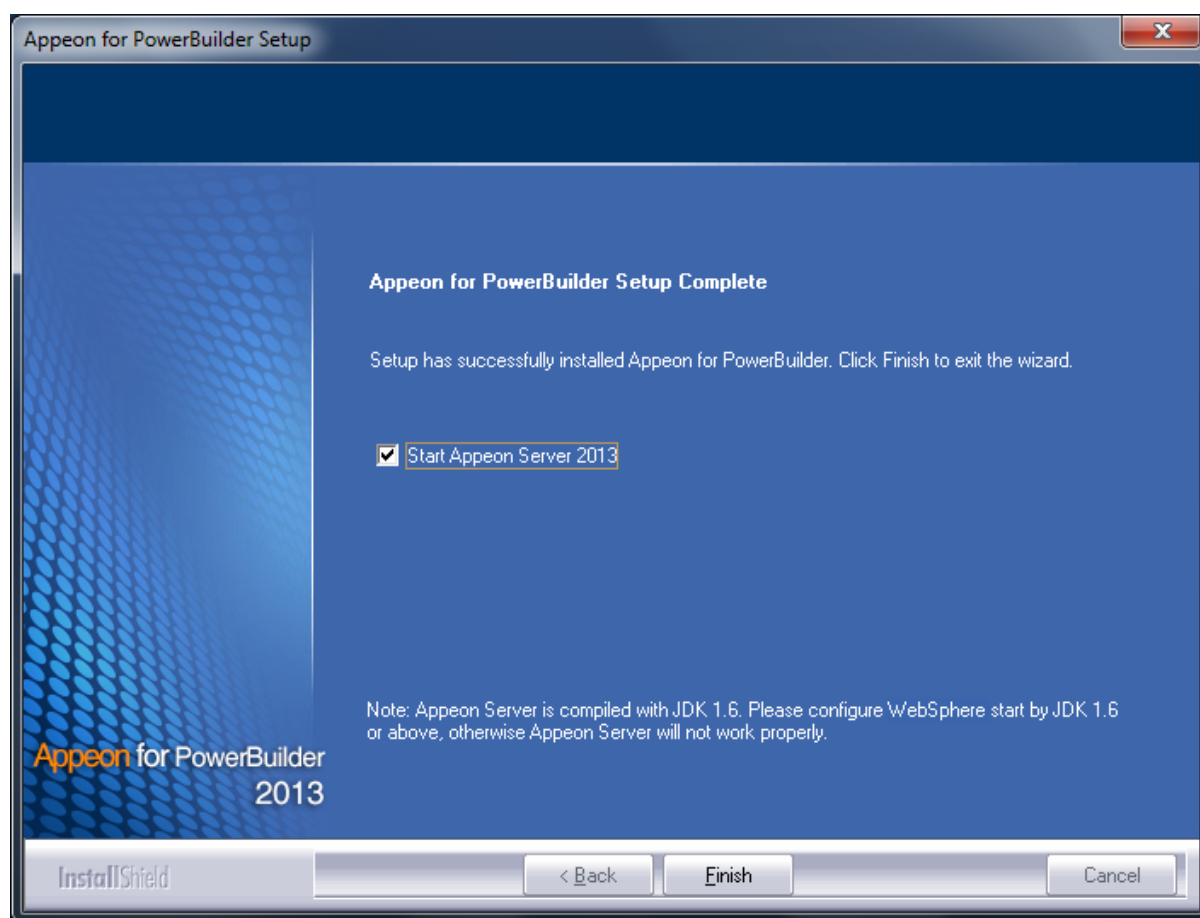 Appeon for PowerBuilder Setup
Appeon for PowerBuilder Setup Complete
Setup has successfully installed Appeon for PowerBuilder. Click Finish to exit the wizard.
Start Appeon Server 2013
Note: Appeon Server is compiled with JDK 1.6. Please configure WebSphere start by JDK 1.6
or above, otherwise Appeon Server will not work properly.
Appeon for PowerBuilder
2013
InstallShield
< Back
Finish
Cancel